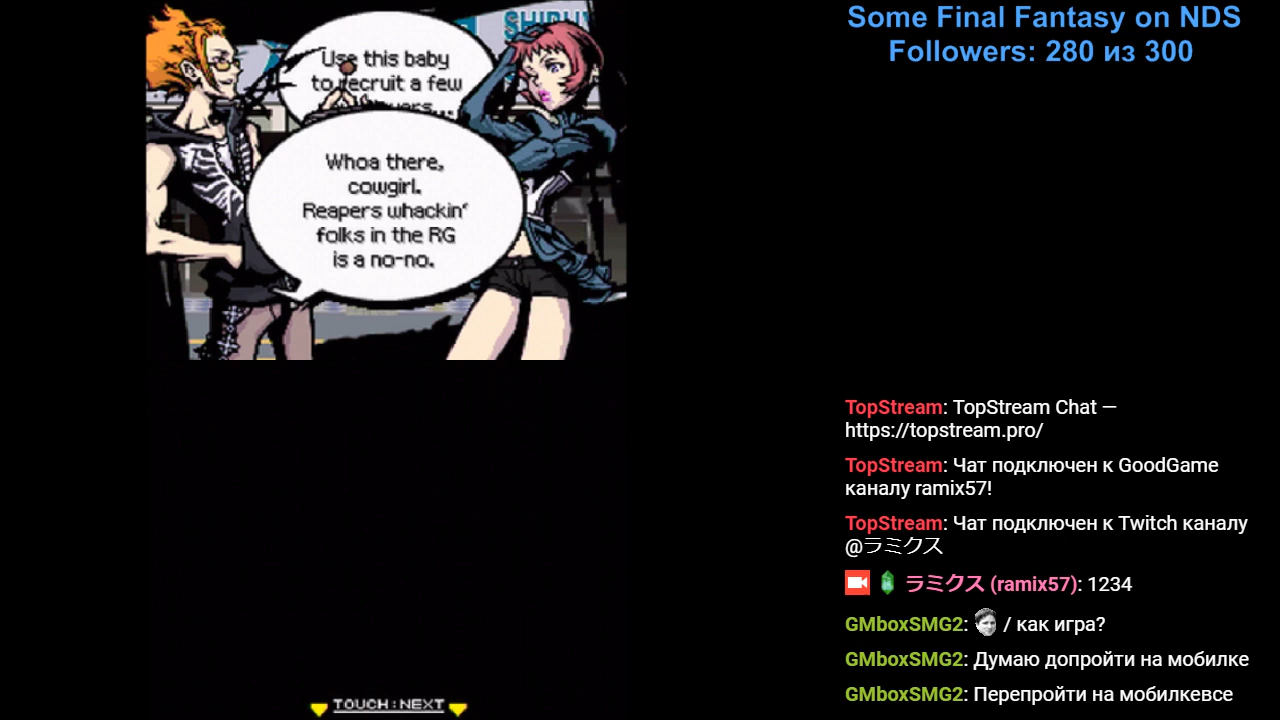 Some Final Fantasy on NDS
Followers: 280 из 300
Use this baby
to recruit a few
Whoa there,
cowgirl.
Reapers whackin'
folks in the RG
is a no-no.
TopStream: TopStream Chat —
https://topstream.pro/
TopStream: Чат подключен к GoodGame
каналу ramix57!
TopStream: Чат подключен к Twitch каналу
@ラミクス
ラミクス (ramix57): 1234
GMboxSMG2: / как игра?
GMboxSMG2: Думаю допройти на мобилке
GMboxSMG2: Перепройти на мобилкевсе
TOUCH:NEXT